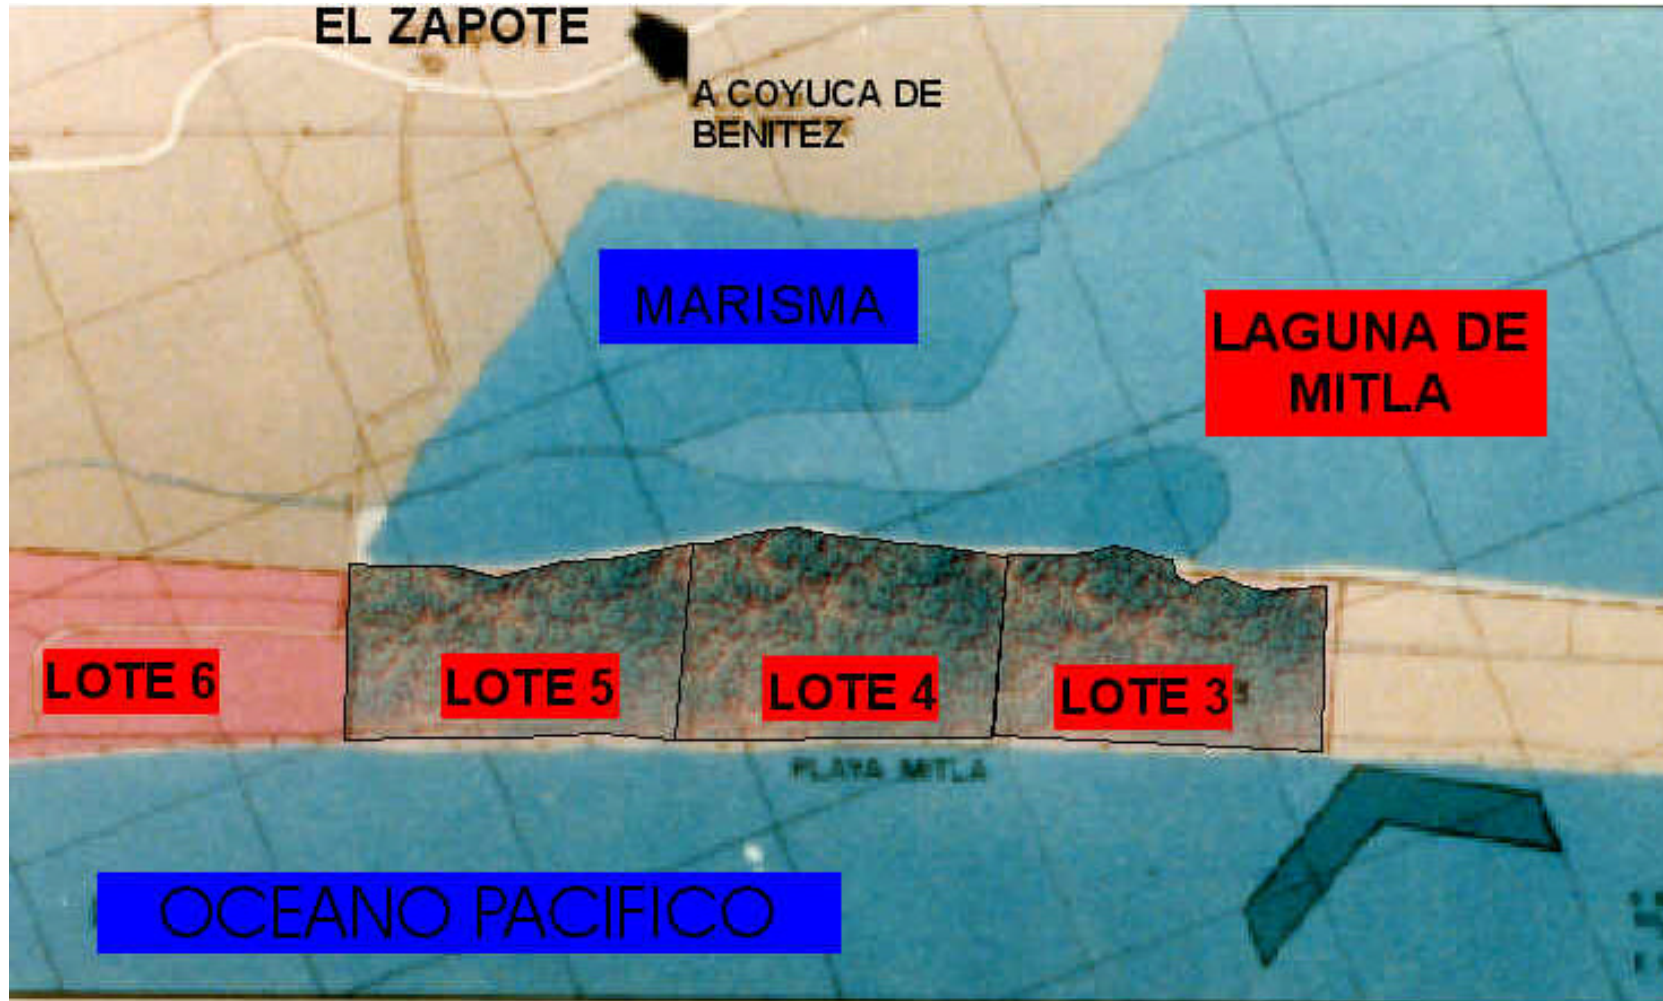 EL ZAPOTE
A COYUCA DE
BENITEZ
MARISMA
LAGUNA DE
MITLA
LOTE 6
LOTE 5
LOTE 4
LOTE 3
PLAYA MITLA
OCEANO PACIFICO